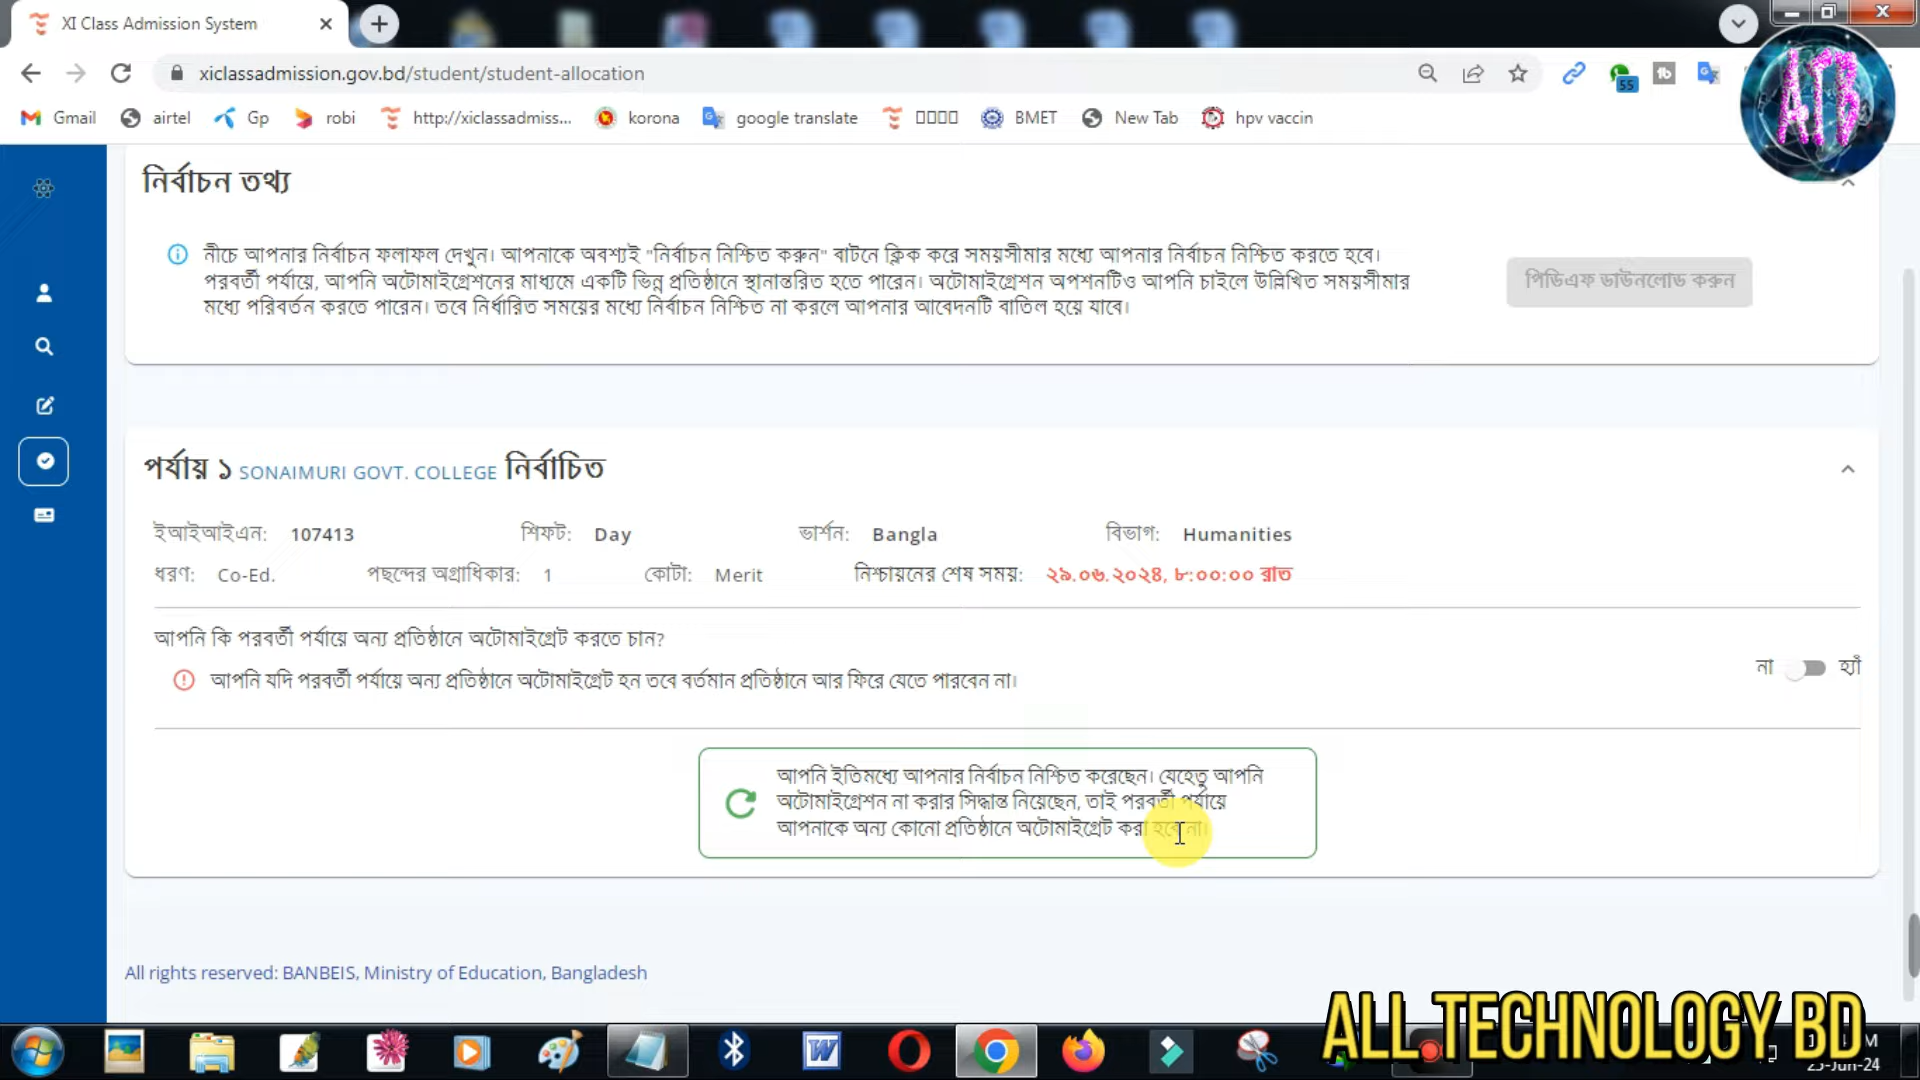 XI Class Admission System
xiclassadmission.gov.bd/student/student-allocation
55
Gmail airtel Gp robi http://xiclassadmiss... korona google translate BMET New Tab hpv vaccin
নির্বাচন তথ্য
নীচে আপনার নির্বাচন ফলাফল দেখুন। আপনাকে অবশ্যই "নির্বাচন নিশ্চিত করুন" বাটনে ক্লিক করে সময়সীমার মধ্যে আপনার নির্বাচন নিশ্চিত করতে হবে।
পরবর্তী পর্যায়ে, আপনি অটোমাইগ্রেশনের মাধ্যমে একটি ভিন্ন প্রতিষ্ঠানে স্থানান্তরিত হতে পারেন। অটোমাইগ্রেশন অপশনটিও আপনি চাইলে উল্লিখিত সময়সীমার
মধ্যে পরিবর্তন করতে পারেন। তবে নির্ধারিত সময়ের মধ্যে নির্বাচন নিশ্চিত না করলে আপনার আবেদনটি বাতিল হয়ে যাবে।
পিডিএফ ডাউনলোড করুন
পর্যায় ১ SONAIMURI GOVT. COLLEGE নির্বাচিত
ইআইআইএন: 107413 শিফট: Day ভার্শন: Bangla বিভাগ: Humanities
ধরণ: Co-Ed. পছন্দের অগ্রাধিকার: 1 কোটা: Merit নিশ্চায়নের শেষ সময়: ২৯.০৬.২০২৪, ৮:০০:০০ রাত
আপনি কি পরবর্তী পর্যায়ে অন্য প্রতিষ্ঠানে অটোমাইগ্রেট করতে চান?
আপনি যদি পরবর্তী পর্যায়ে অন্য প্রতিষ্ঠানে অটোমাইগ্রেট হন তবে বর্তমান প্রতিষ্ঠানে আর ফিরে যেতে পারবেন না।
না হ্যাঁ
আপনি ইতিমধ্যে আপনার নির্বাচন নিশ্চিত করেছেন। যেহেতু আপনি
অটোমাইগ্রেশন না করার সিদ্ধান্ত নিয়েছেন, তাই পরবর্তী পর্যায়ে
আপনাকে অন্য কোনো প্রতিষ্ঠানে অটোমাইগ্রেট করা হবে না।
All rights reserved: BANBEIS, Ministry of Education, Bangladesh
ALL TECHNOLOGY BD
25-Jun-24